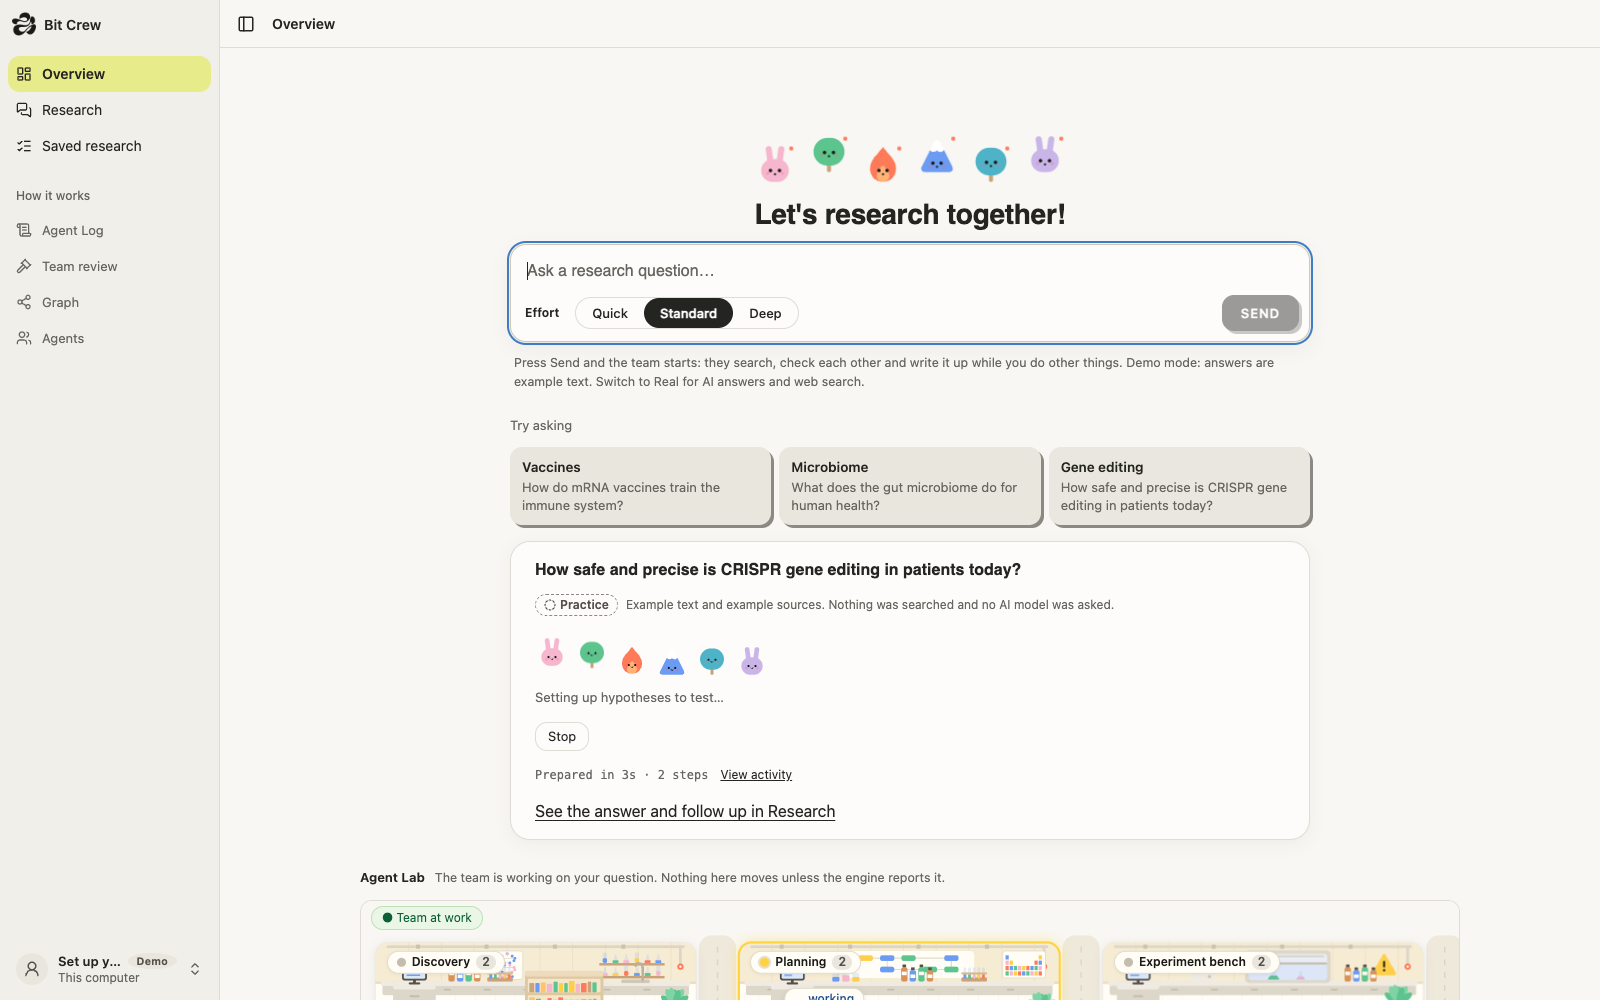 Bit Crew
Overview
Overview
Research
Saved research
How it works
Agent Log
Team review
Graph
Agents
Set up y...
Demo
This computer
Let's research together!
Ask a research question…
Effort
Quick
Standard
Deep
SEND
Press Send and the team starts: they search, check each other and write it up while you do other things. Demo mode: answers are
example text. Switch to Real for AI answers and web search.
Try asking
Vaccines
How do mRNA vaccines train the
immune system?
Microbiome
What does the gut microbiome do for
human health?
Gene editing
How safe and precise is CRISPR gene
editing in patients today?
How safe and precise is CRISPR gene editing in patients today?
Practice
Example text and example sources. Nothing was searched and no AI model was asked.
Setting up hypotheses to test…
Stop
Prepared in 3s · 2 steps
View activity
See the answer and follow up in Research
Agent Lab
The team is working on your question. Nothing here moves unless the engine reports it.
Team at work
Discovery 2
Planning 2
Experiment bench 2
working